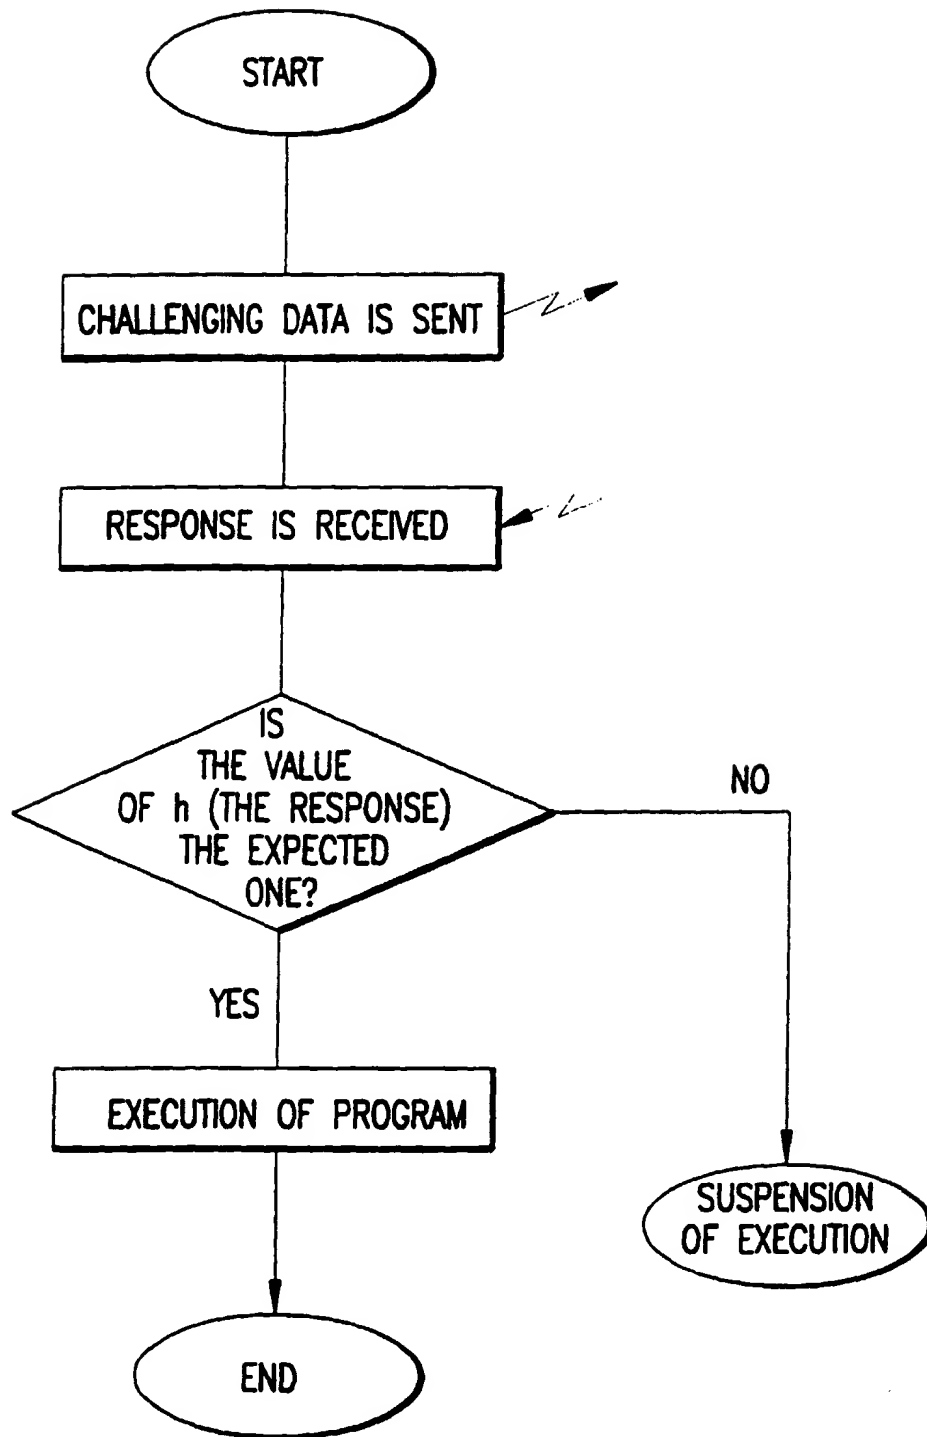 START
CHALLENGING DATA IS SENT
RESPONSE IS RECEIVED
IS
THE VALUE
OF h (THE RESPONSE)
THE EXPECTED
ONE?
NO
YES
EXECUTION OF PROGRAM
SUSPENSION
OF EXECUTION
END